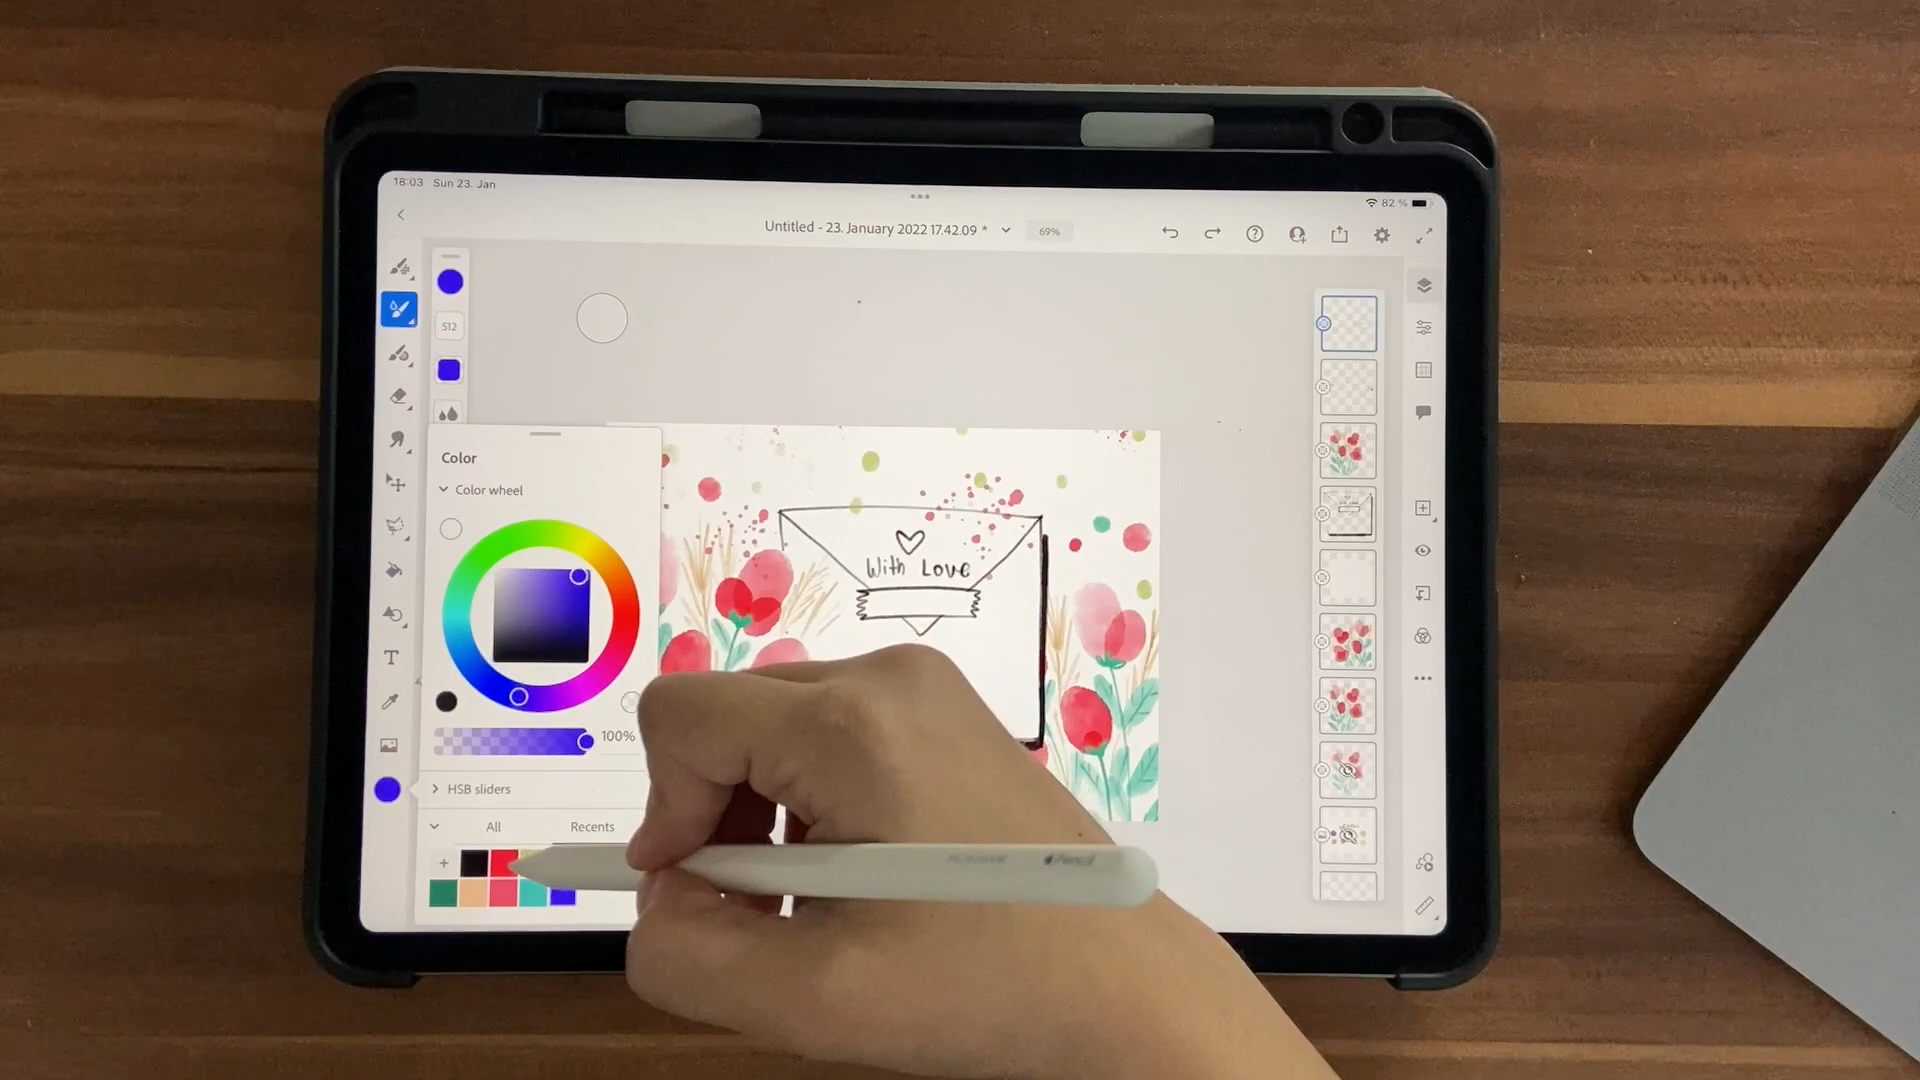 18:03 Sun 23. Jan
82 %
Untitled - 23. January 2022 17.42.09 *
69%
512
Color
Color wheel
With Love
100%
HSB sliders
All
Recents
Pencil